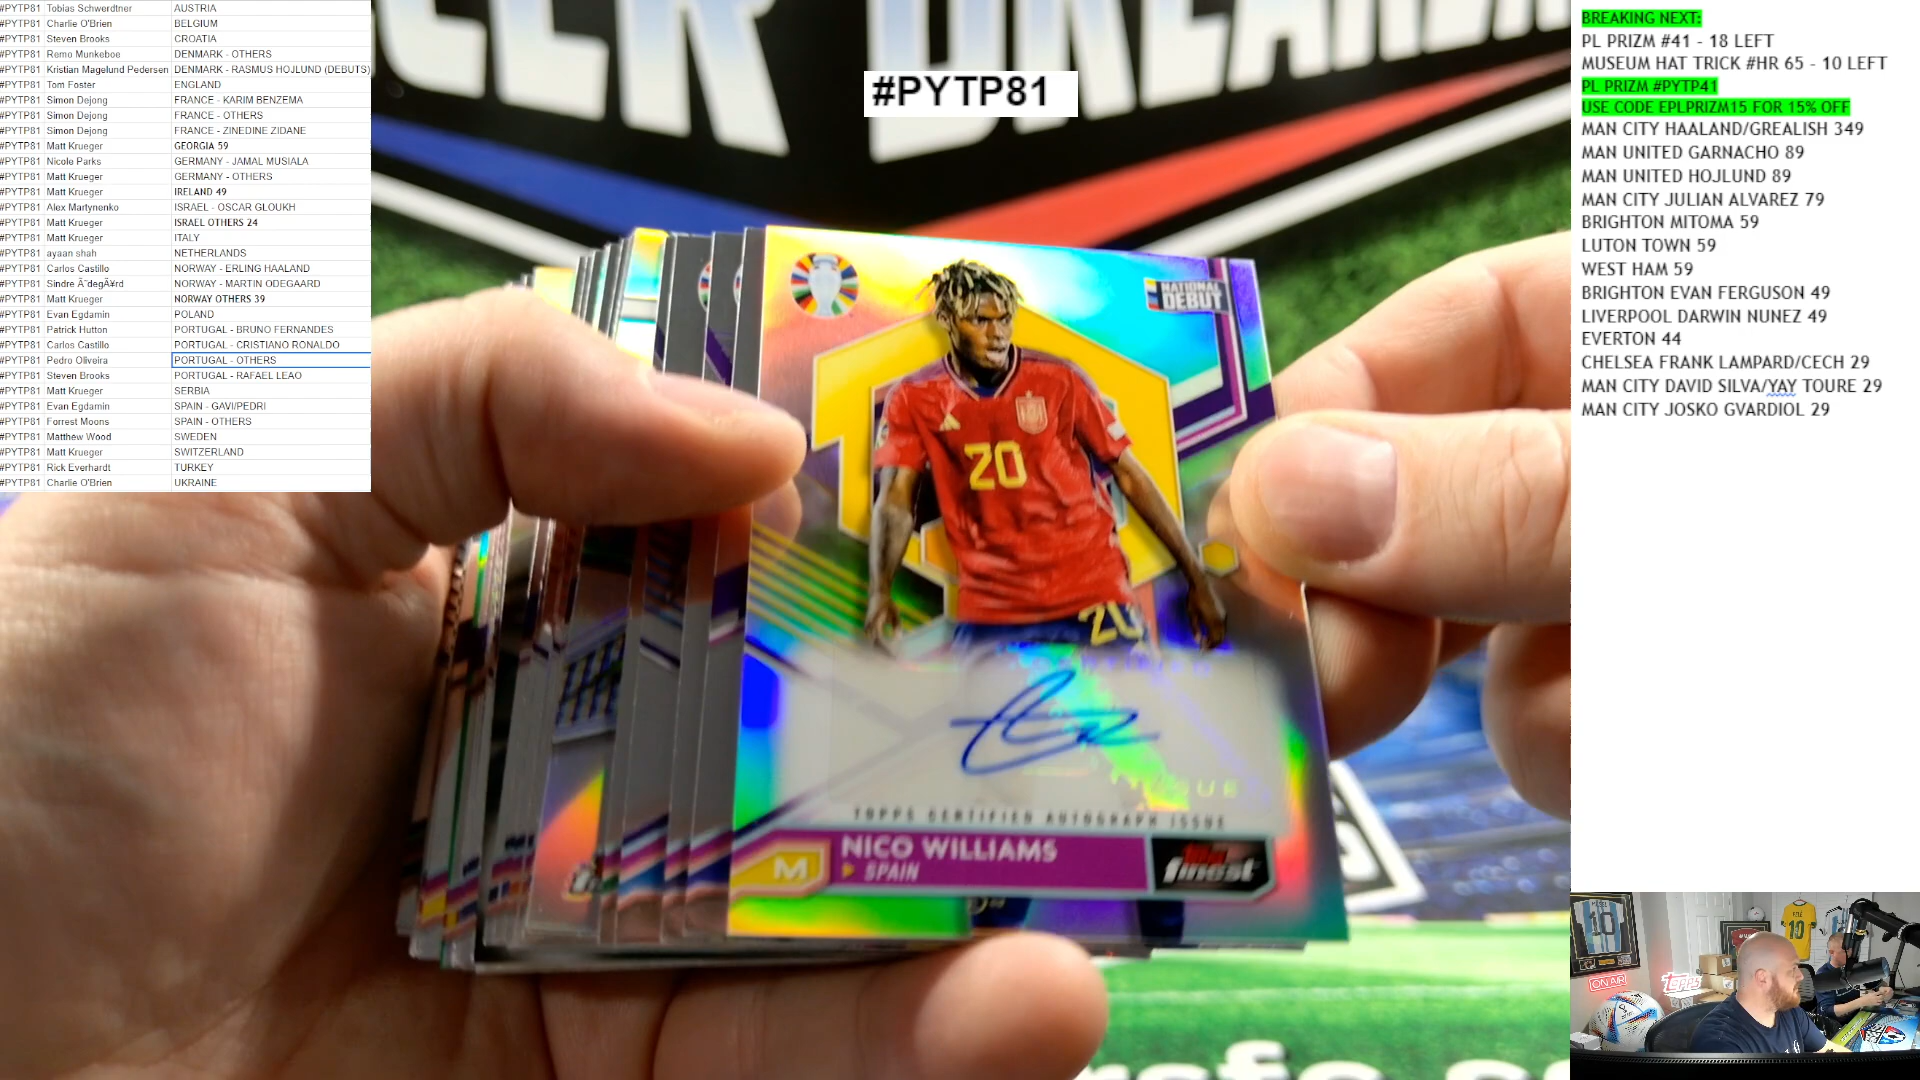 #PYTP81 Tobias Schwerdtner AUSTRIA
#PYTP81 Charlie O'Brien BELGIUM
#PYTP81 Steven Brooks CROATIA
#PYTP81 Remo Munkeboe DENMARK - OTHERS
#PYTP81 Kristian Magelund Pedersen DENMARK - RASMUS HOJLUND (DEBUTS)
#PYTP81 Tom Foster ENGLAND
#PYTP81 Simon Dejong FRANCE - KARIM BENZEMA
#PYTP81 Simon Dejong FRANCE - OTHERS
#PYTP81 Simon Dejong FRANCE - ZINEDINE ZIDANE
#PYTP81 Matt Krueger GEORGIA 59
#PYTP81 Nicole Parks GERMANY - JAMAL MUSIALA
#PYTP81 Matt Krueger GERMANY - OTHERS
#PYTP81 Matt Krueger IRELAND 49
#PYTP81 Alex Martynenko ISRAEL - OSCAR GLOUKH
#PYTP81 Matt Krueger ISRAEL OTHERS 24
#PYTP81 Matt Krueger ITALY
#PYTP81 ayaan shah NETHERLANDS
#PYTP81 Carlos Castillo NORWAY - ERLING HAALAND
#PYTP81 Sindre Ã˜degÃ¥rd NORWAY - MARTIN ODEGAARD
#PYTP81 Matt Krueger NORWAY OTHERS 39
#PYTP81 Evan Egdamin POLAND
#PYTP81 Patrick Hutton PORTUGAL - BRUNO FERNANDES
#PYTP81 Carlos Castillo PORTUGAL - CRISTIANO RONALDO
#PYTP81 Pedro Oliveira PORTUGAL - OTHERS
#PYTP81 Steven Brooks PORTUGAL - RAFAEL LEAO
#PYTP81 Matt Krueger SERBIA
#PYTP81 Evan Egdamin SPAIN - GAVI/PEDRI
#PYTP81 Forrest Moons SPAIN - OTHERS
#PYTP81 Matthew Wood SWEDEN
#PYTP81 Matt Krueger SWITZERLAND
#PYTP81 Rick Everhardt TURKEY
#PYTP81 Charlie O'Brien UKRAINE
#PYTP81
NATIONAL
DEBUT
20
20
TOPPS CERTIFIED AUTOGRAPH ISSUE
NICO WILLIAMS
M
SPAIN
Topps
finest
BREAKING NEXT:
PL PRIZM #41 - 18 LEFT
MUSEUM HAT TRICK #HR 65 - 10 LEFT
PL PRIZM #PYTP41
USE CODE EPLPRIZM15 FOR 15% OFF
MAN CITY HAALAND/GREALISH 349
MAN UNITED GARNACHO 89
MAN UNITED HOJLUND 89
MAN CITY JULIAN ALVAREZ 79
BRIGHTON MITOMA 59
LUTON TOWN 59
WEST HAM 59
BRIGHTON EVAN FERGUSON 49
LIVERPOOL DARWIN NUNEZ 49
EVERTON 44
CHELSEA FRANK LAMPARD/CECH 29
MAN CITY DAVID SILVA/YAY TOURE 29
MAN CITY JOSKO GVARDIOL 29
10
10
ON AIR
Topps